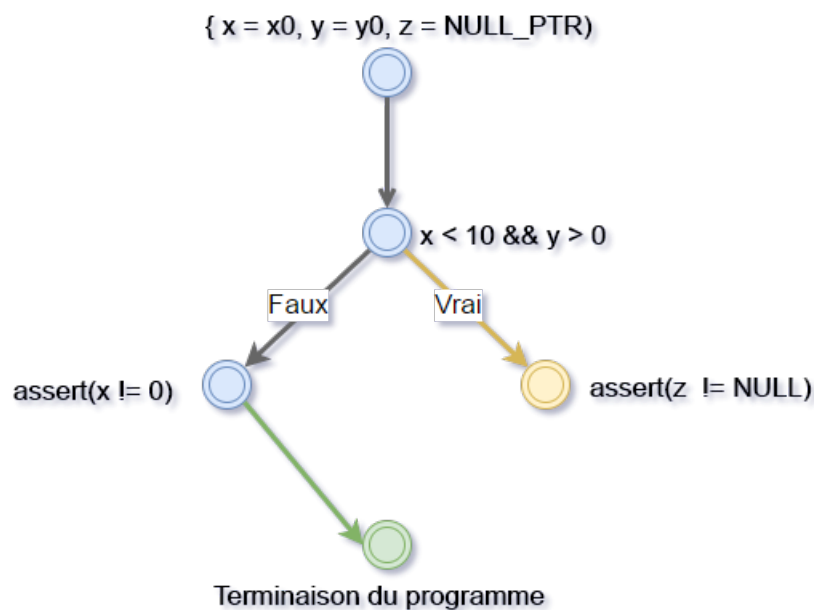 { x = x0, y = y0, z = NULL_PTR)
x < 10 && y > 0
Faux
Vrai
assert(x != 0)
assert(z != NULL)
Terminaison du programme